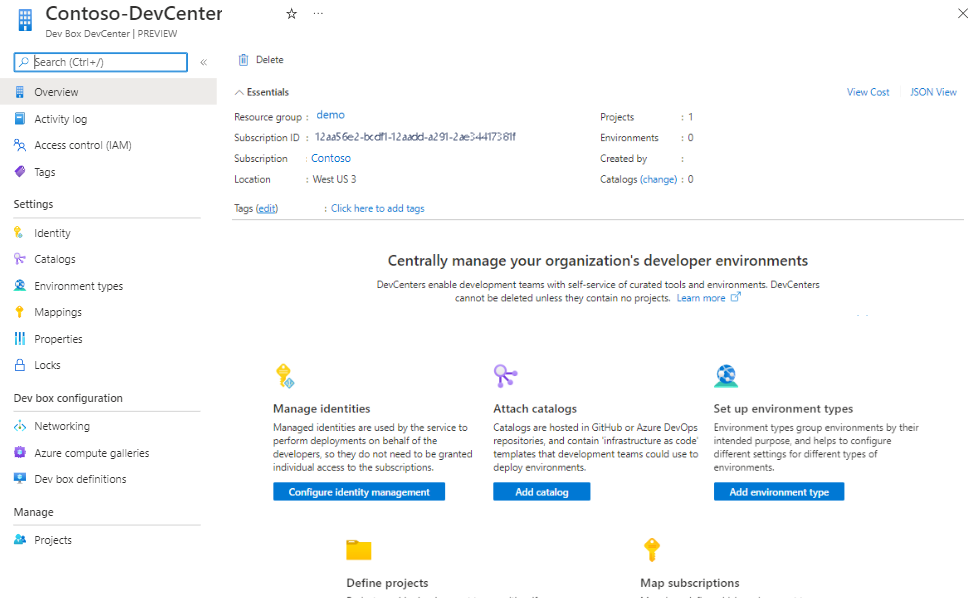 Contoso-DevCenter
Dev Box DevCenter | PREVIEW
Search (Ctrl+/)
«
Overview
Activity log
Access control (IAM)
Tags
Settings
Identity
Catalogs
Environment types
Mappings
Properties
Locks
Dev box configuration
Networking
Azure compute galleries
Dev box definitions
Manage
Projects
Delete
Essentials
View Cost
JSON View
Resource group : demo
Subscription ID : 12aa56e2-bcdf1-12aadd-a291-2ae34417381f
Subscription : Contoso
Location : West US 3
Projects : 1
Environments : 0
Created by :
Catalogs (change) : 0
Tags (edit) : Click here to add tags
Centrally manage your organization's developer environments
DevCenters enable development teams with self-service of curated tools and environments. DevCenters
cannot be deleted unless they contain no projects. Learn more
Manage identities
Managed identities are used by the service to
perform deployments on behalf of the
developers, so they do not need to be granted
individual access to the subscriptions.
Configure identity management
Attach catalogs
Catalogs are hosted in GitHub or Azure DevOps
repositories, and contain 'infrastructure as code'
templates that development teams could use to
deploy environments.
Add catalog
Set up environment types
Environment types group environments by their
intended purpose, and helps to configure
different settings for different types of
environments.
Add environment type
Define projects
Map subscriptions